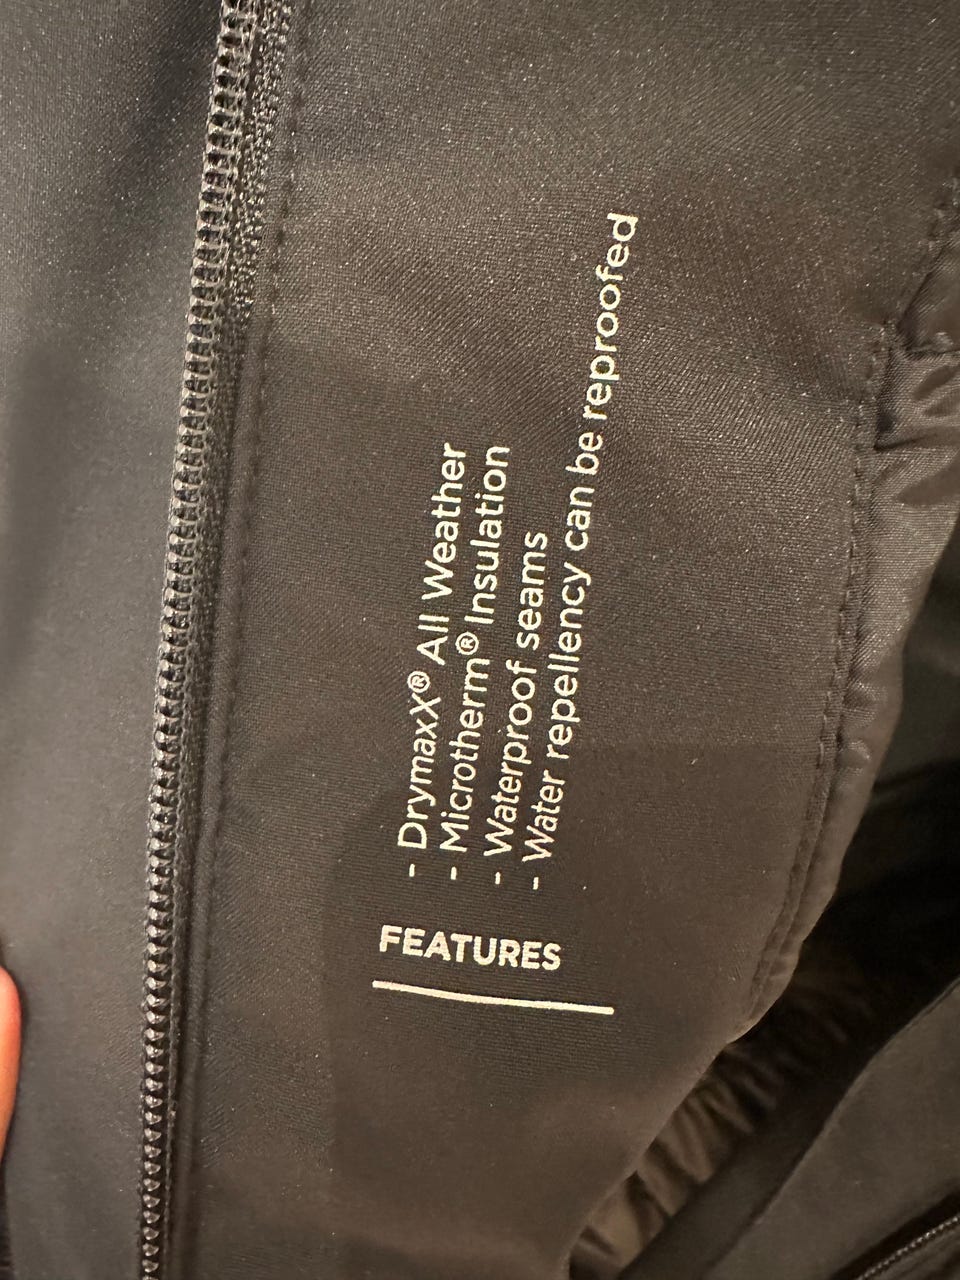 FEATURES
- DrymaxX® All Weather
- Microtherm® Insulation
- Waterproof seams
- Water repellency can be reproofed